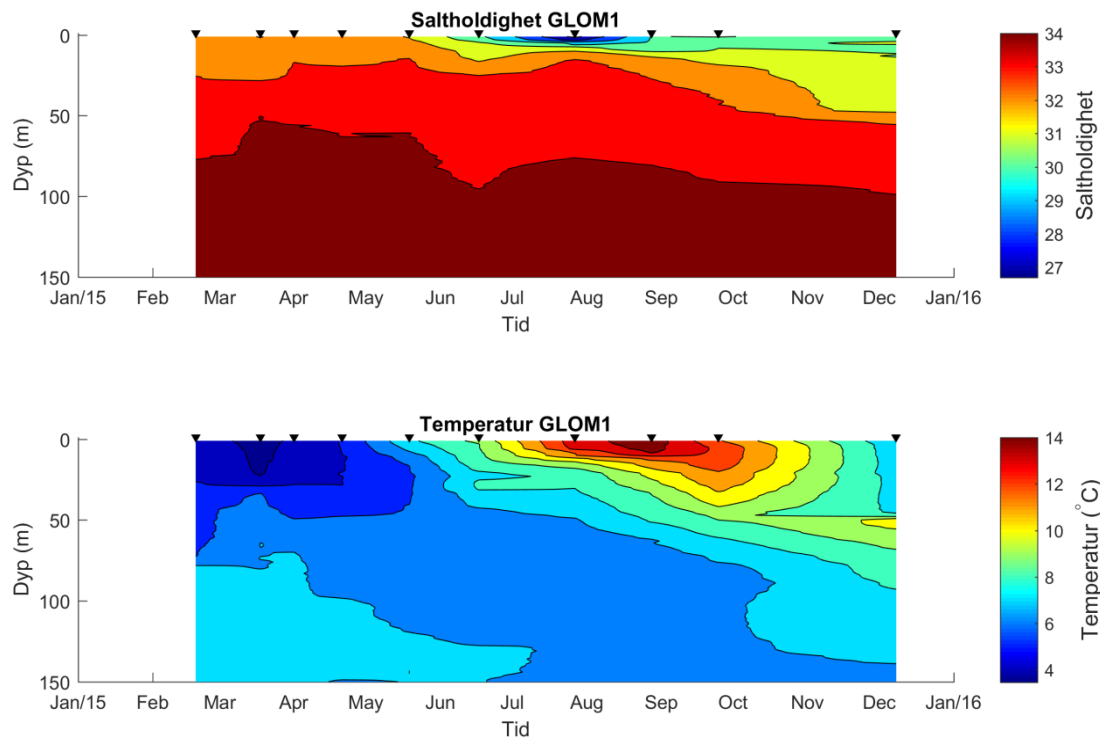 Saltholdighet GLOM1
0
50
100
150
Dyp (m)
Jan/15 Feb Mar Apr May Jun Jul Aug Sep Oct Nov Dec Jan/16
Tid
34
33
32
31
30
29
28
27
Saltholdighet
Temperatur GLOM1
0
50
100
150
Dyp (m)
Jan/15 Feb Mar Apr May Jun Jul Aug Sep Oct Nov Dec Jan/16
Tid
14
12
10
8
6
4
Temperatur (°C)